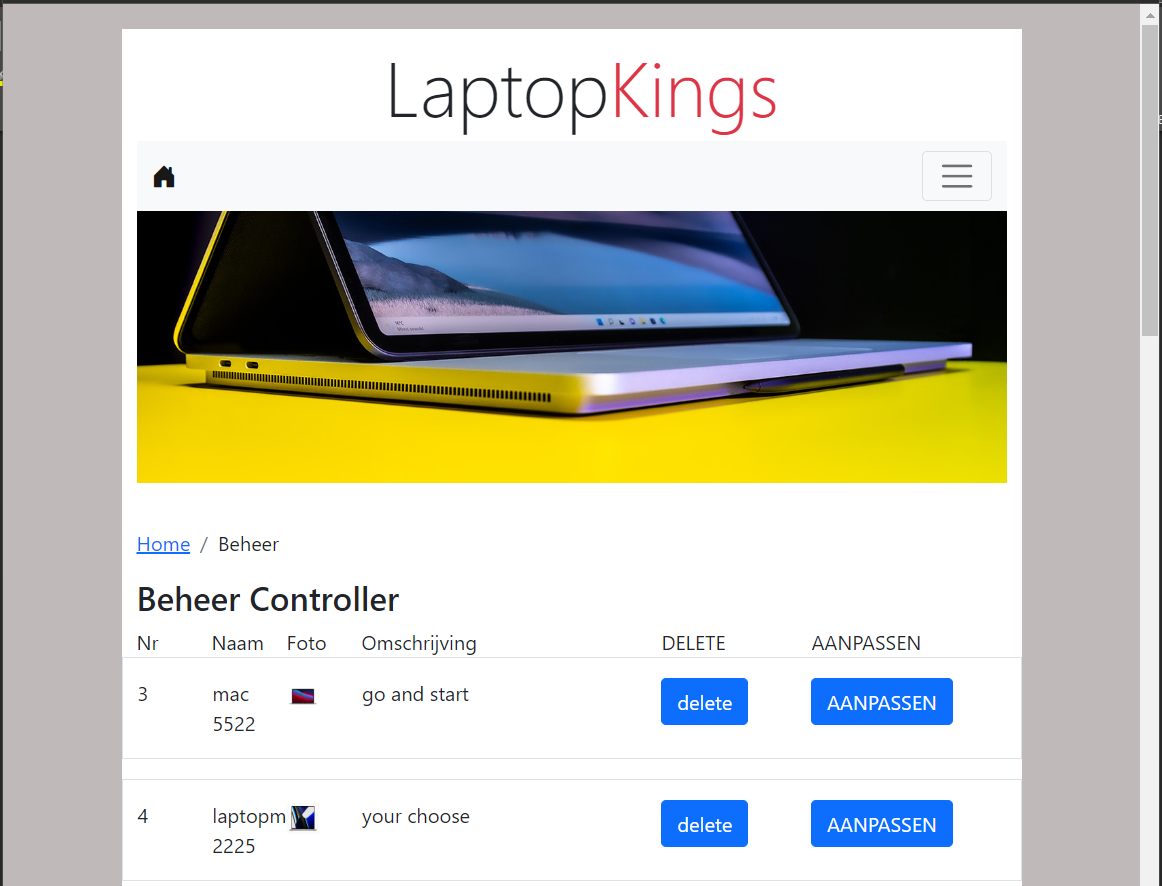 LaptopKings
Home / Beheer
Beheer Controller
Nr Naam Foto Omschrijving DELETE AANPASSEN
3 mac go and start delete AANPASSEN
5522
4 laptopm your choose delete AANPASSEN
2225